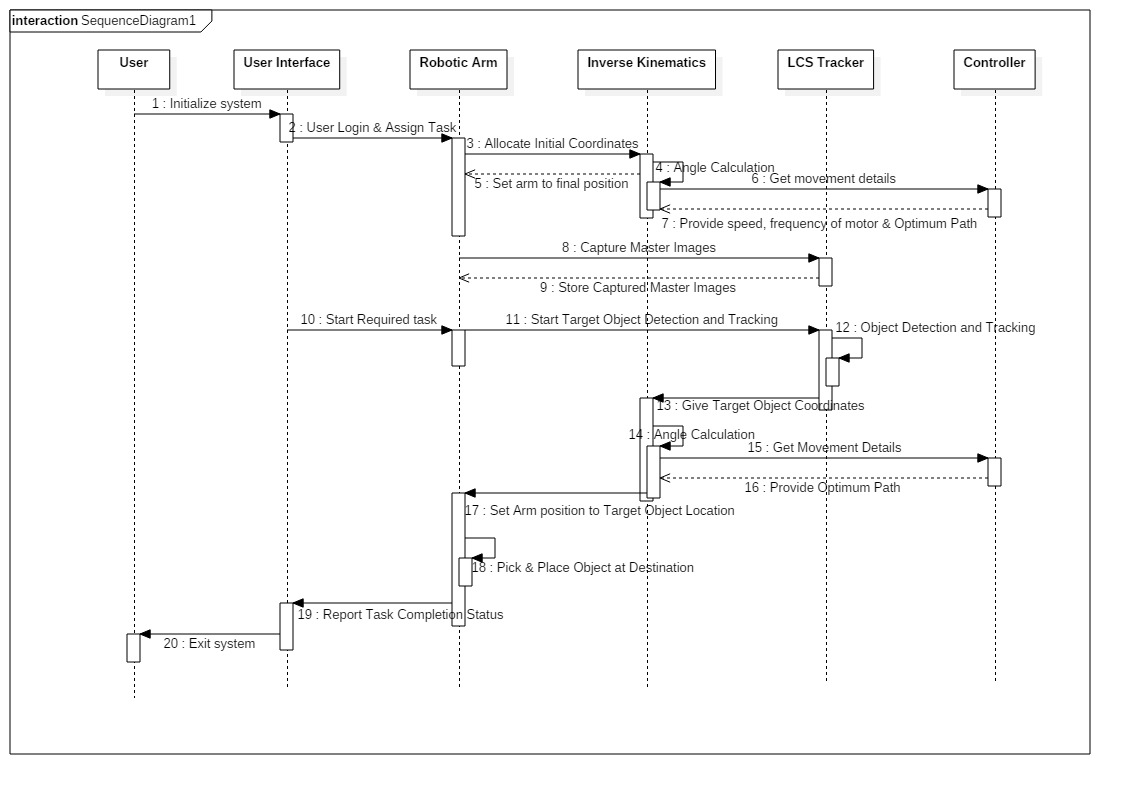 interaction SequenceDiagram1
User
User Interface
Robotic Arm
Inverse Kinematics
LCS Tracker
Controller
1 : Initialize system
2 : User Login & Assign Task
3 : Allocate Initial Coordinates
4 : Angle Calculation
5 : Set arm to final position
6 : Get movement details
7 : Provide speed, frequency of motor & Optimum Path
8 : Capture Master Images
9 : Store Captured Master Images
10 : Start Required task
11 : Start Target Object Detection and Tracking
12 : Object Detection and Tracking
13 : Give Target Object Coordinates
14 : Angle Calculation
15 : Get Movement Details
16 : Provide Optimum Path
17 : Set Arm position to Target Object Location
18 : Pick & Place Object at Destination
19 : Report Task Completion Status
20 : Exit system